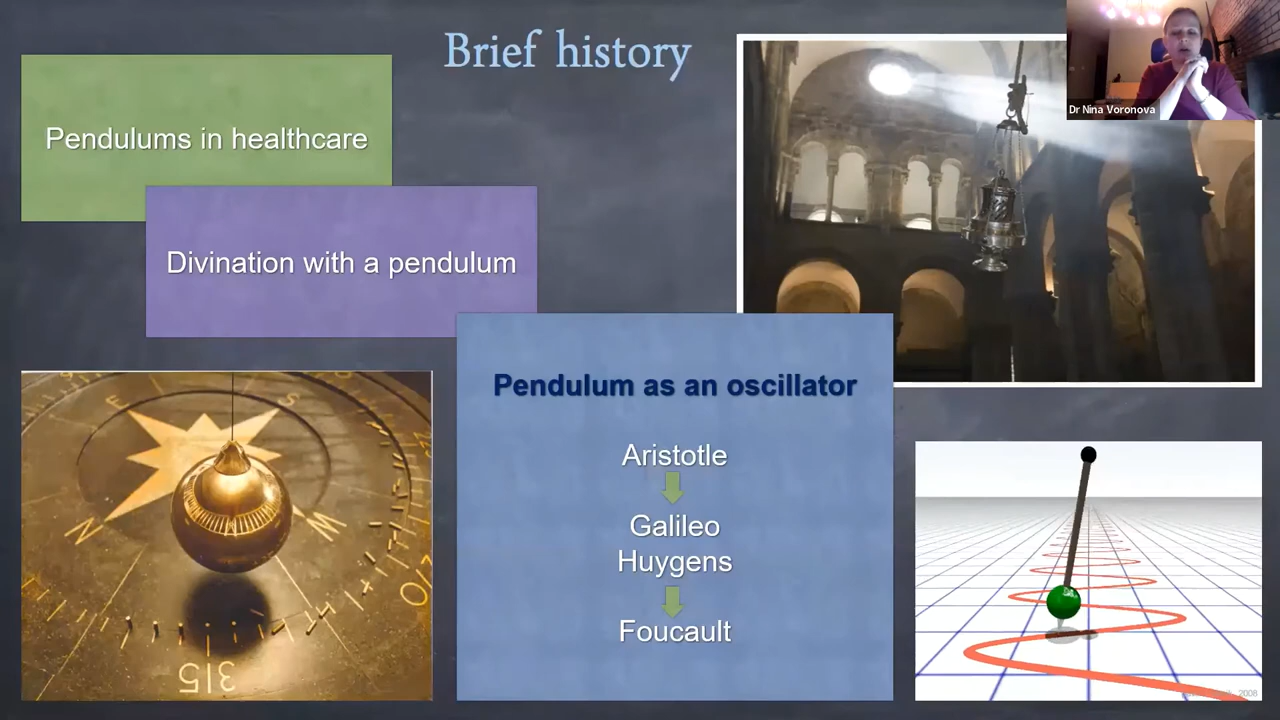 Brief history
Dr Nina Voronova
Pendulums in healthcare
Divination with a pendulum
Pendulum as an oscillator
Aristotle
Galileo
Huygens
Foucault
E
S
N
W
315
2008